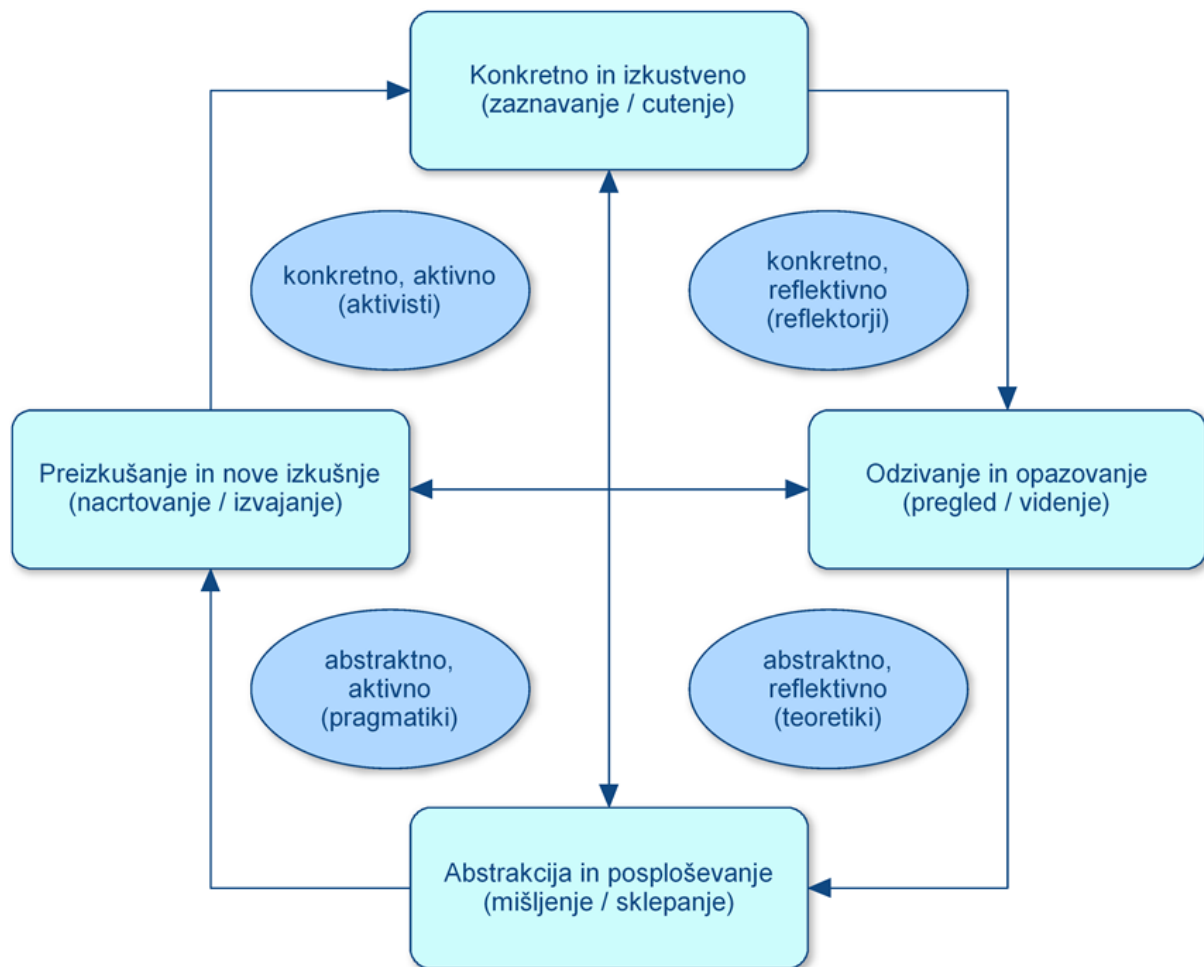 Konkretno in izkustveno
(zaznavanje / cutenje)
konkretno, aktivno
(aktivisti)
konkretno,
reflektivno
(reflektorji)
Preizkušanje in nove izkušnje
(nacrtovanje / izvajanje)
Odzivanje in opazovanje
(pregled / videnje)
abstraktno,
aktivno
(pragmatiki)
abstraktno,
reflektivno
(teoretiki)
Abstrakcija in posploševanje
(mišljenje / sklepanje)